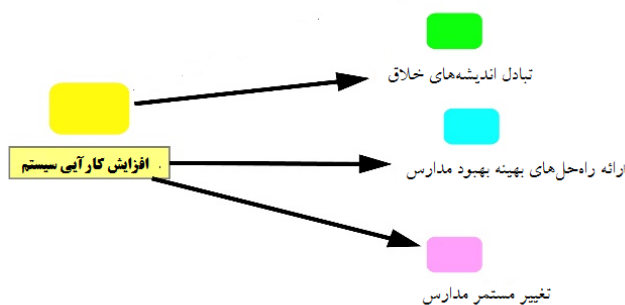 تبادل اندیشه‌های خلاق
افزایش کارآیی سیستم
ارائه راه‌حل‌های بهینه بهبود مدارس
تغییر مستمر مدارس